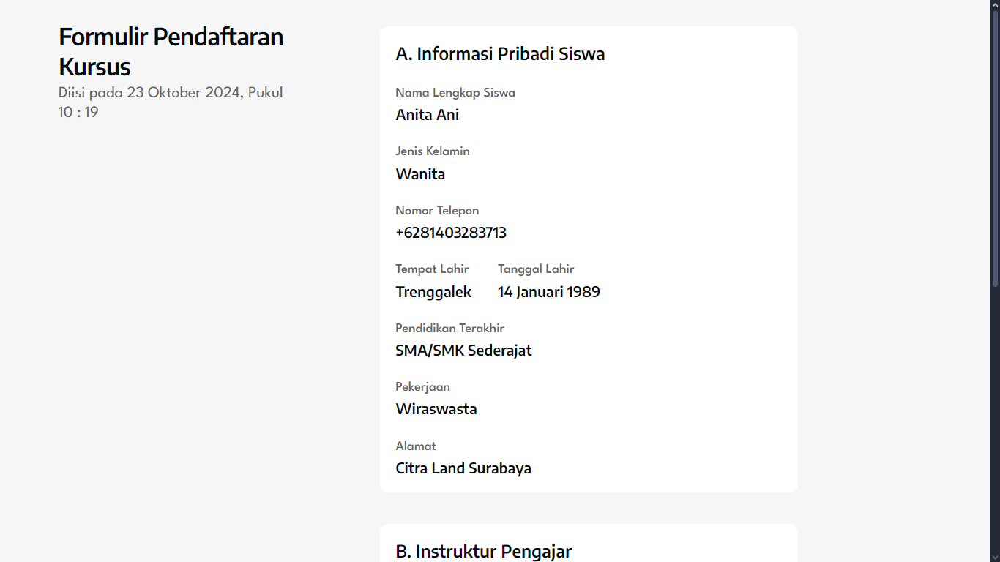 Formulir Pendaftaran
Kursus
Diisi pada 23 Oktober 2024, Pukul
10 : 19
A. Informasi Pribadi Siswa
Nama Lengkap Siswa
Anita Ani
Jenis Kelamin
Wanita
Nomor Telepon
+6281403283713
Tempat Lahir Tanggal Lahir
Trenggalek 14 Januari 1989
Pendidikan Terakhir
SMA/SMK Sederajat
Pekerjaan
Wiraswasta
Alamat
Citra Land Surabaya
B. Instruktur Pengajar